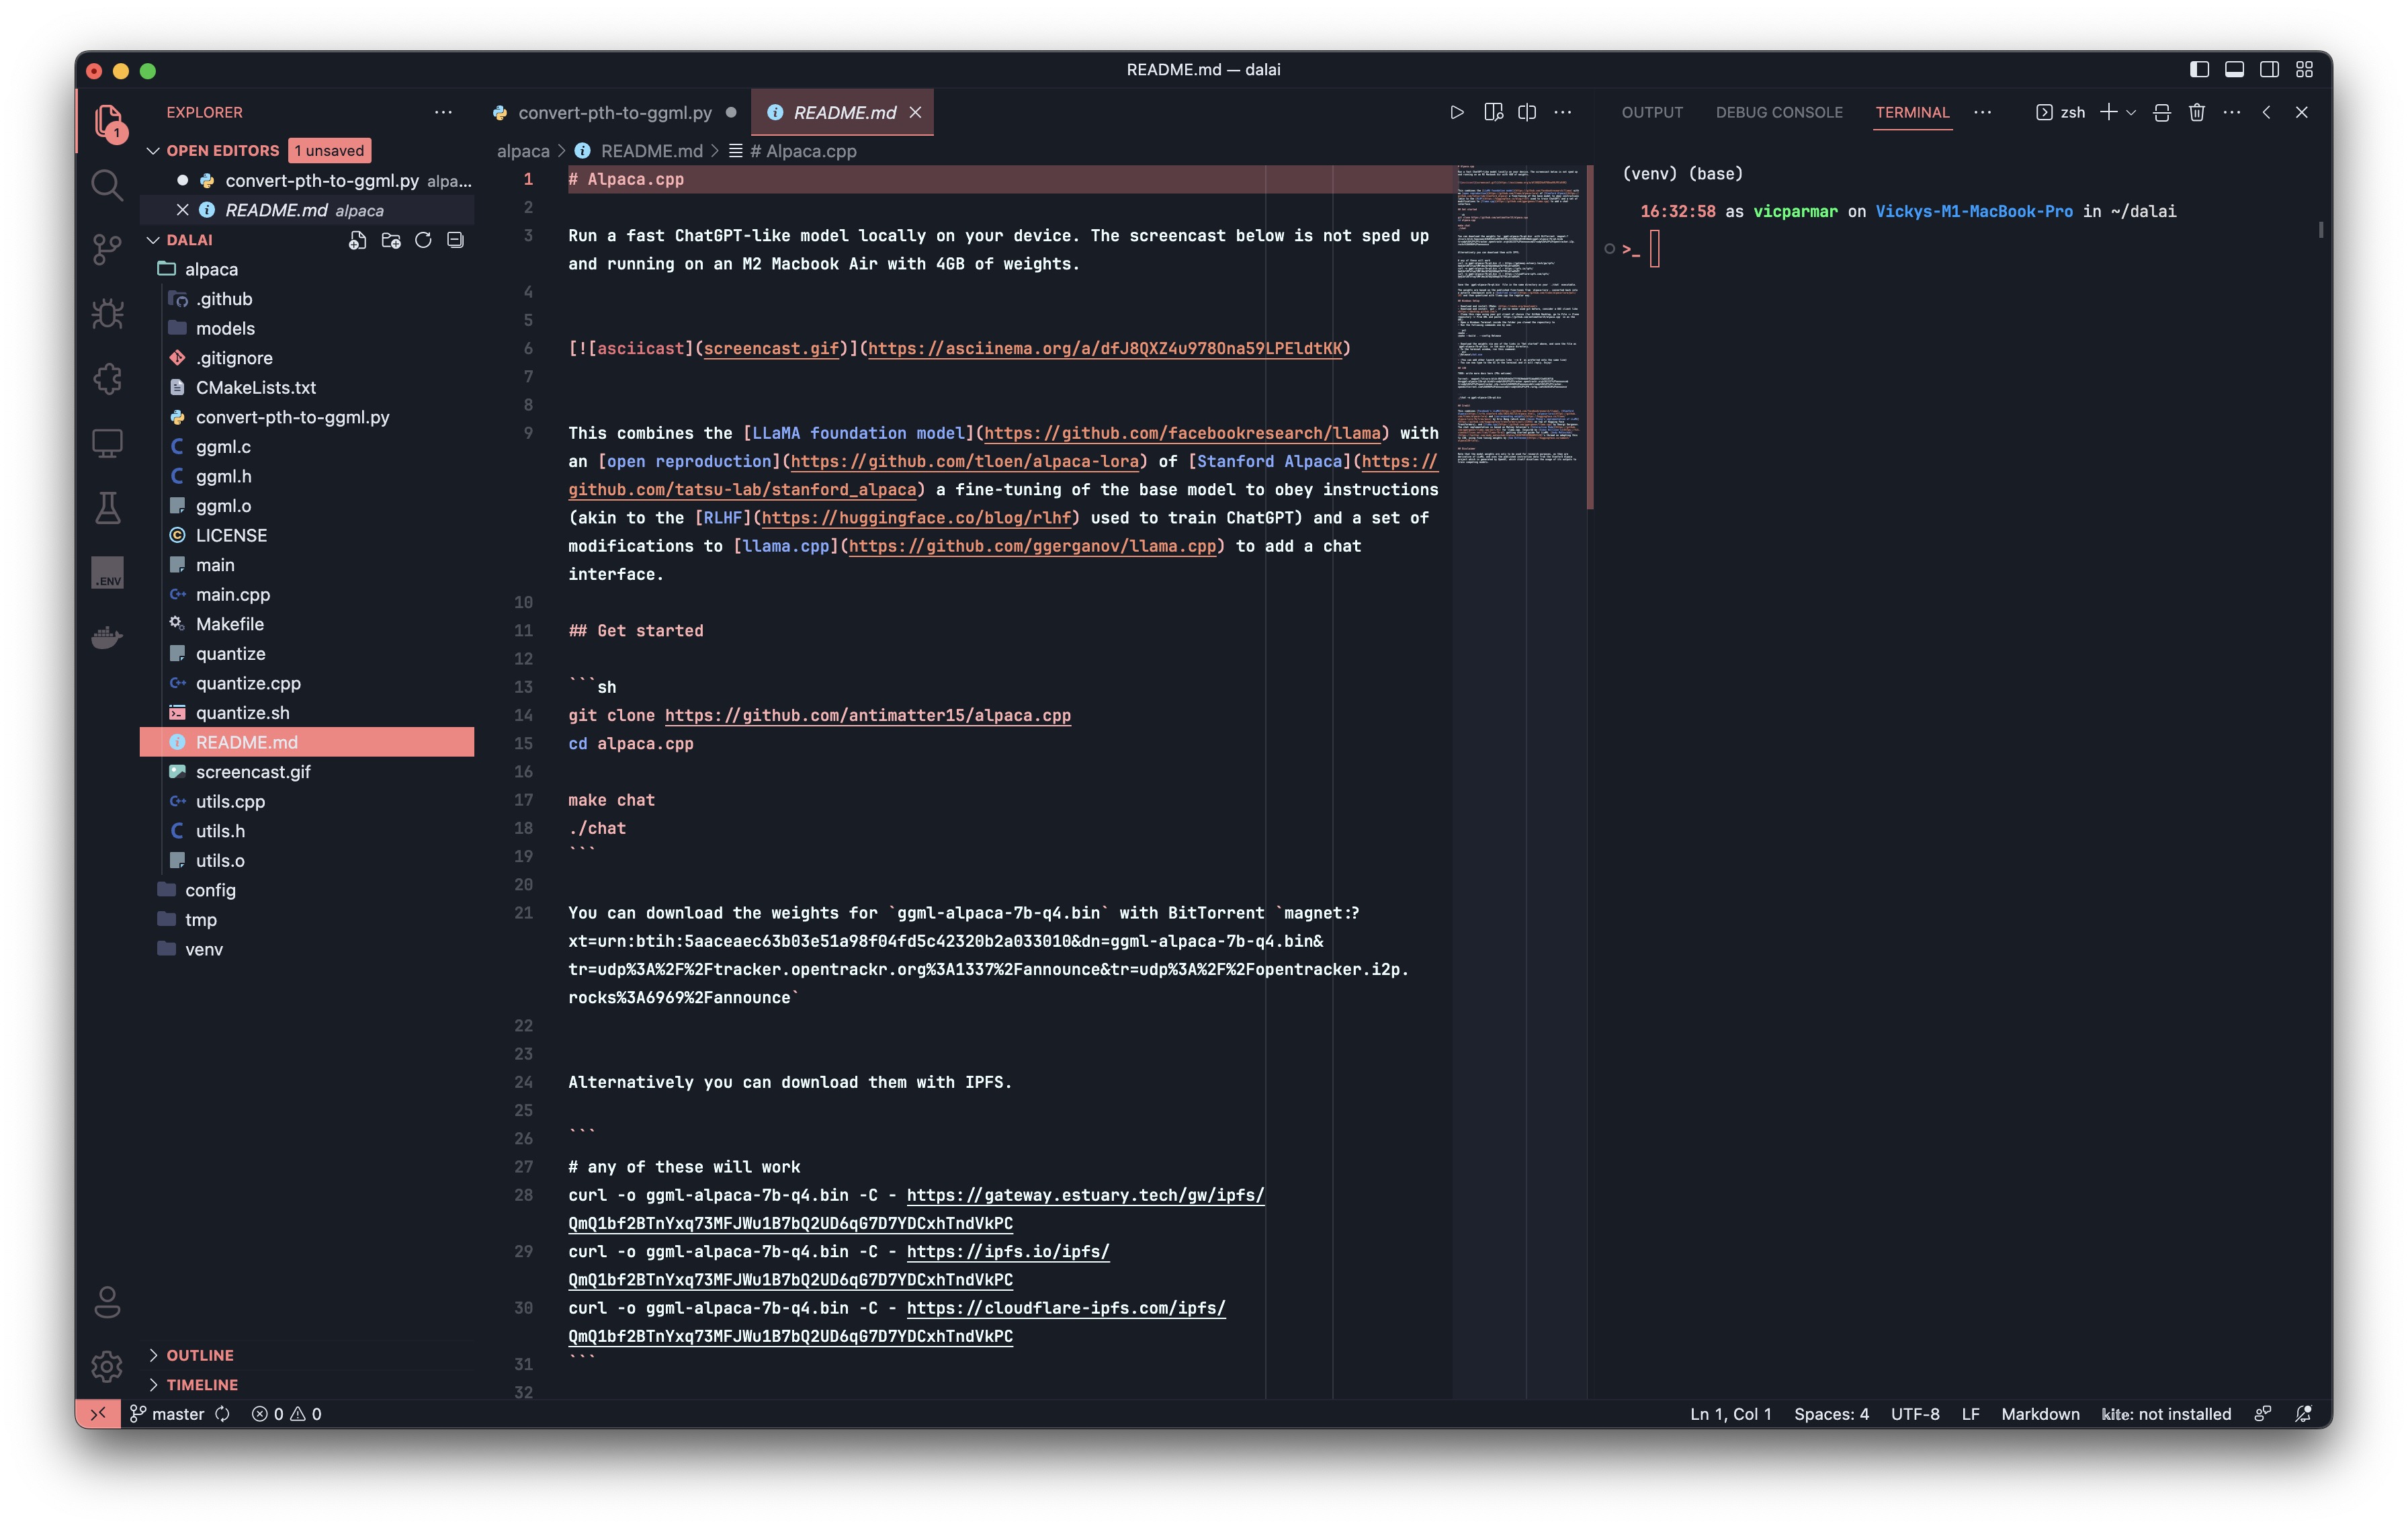 README.md — dalai
EXPLORER
OPEN EDITORS 1 unsaved
convert-pth-to-ggml.py alpa...
README.md alpaca
DALAI
alpaca
.github
models
.gitignore
CMakeLists.txt
convert-pth-to-ggml.py
ggml.c
ggml.h
ggml.o
LICENSE
main
main.cpp
Makefile
quantize
quantize.cpp
quantize.sh
README.md
screencast.gif
utils.cpp
utils.h
utils.o
config
tmp
venv
OUTLINE
TIMELINE
1
.ENV
convert-pth-to-ggml.py
README.md
alpaca > README.md > # Alpaca.cpp
1 # Alpaca.cpp
2
3 Run a fast ChatGPT-like model locally on your device. The screencast below is not sped up
and running on an M2 Macbook Air with 4GB of weights.
4
5
6 [![asciicast](screencast.gif)](https://asciinema.org/a/dfJ8QXZ4u978Ona59LPEldtKK)
7
8
9 This combines the [LLaMA foundation model](https://github.com/facebookresearch/llama) with
an [open reproduction](https://github.com/tloen/alpaca-lora) of [Stanford Alpaca](https://
github.com/tatsu-lab/stanford_alpaca) a fine-tuning of the base model to obey instructions
(akin to the [RLHF](https://huggingface.co/blog/rlhf) used to train ChatGPT) and a set of
modifications to [llama.cpp](https://github.com/ggerganov/llama.cpp) to add a chat
interface.
10
11 ## Get started
12
13 ```sh
14 git clone https://github.com/antimatter15/alpaca.cpp
15 cd alpaca.cpp
16
17 make chat
18 ./chat
19 ```
20
21 You can download the weights for `ggml-alpaca-7b-q4.bin` with BitTorrent `magnet:?
xt=urn:btih:5aaceaec63b03e51a98f04fd5c42320b2a033010&dn=ggml-alpaca-7b-q4.bin&
tr=udp%3A%2F%2Ftracker.opentrackr.org%3A1337%2Fannounce&tr=udp%3A%2F%2Fopentracker.i2p.
rocks%3A6969%2Fannounce`
22
23
24 Alternatively you can download them with IPFS.
25
26 ```
27 # any of these will work
28 curl -o ggml-alpaca-7b-q4.bin -C - https://gateway.estuary.tech/gw/ipfs/
QmQ1bf2BTnYxq73MFJWu1B7bQ2UD6qG7D7YDCxhTndVkPC
29 curl -o ggml-alpaca-7b-q4.bin -C - https://ipfs.io/ipfs/
QmQ1bf2BTnYxq73MFJWu1B7bQ2UD6qG7D7YDCxhTndVkPC
30 curl -o ggml-alpaca-7b-q4.bin -C - https://cloudflare-ipfs.com/ipfs/
QmQ1bf2BTnYxq73MFJWu1B7bQ2UD6qG7D7YDCxhTndVkPC
31 ```
32
OUTPUT DEBUG CONSOLE TERMINAL zsh
(venv) (base)
16:32:58 as vicparmar on Vickys-M1-MacBook-Pro in ~/dalai
>_
master 0 0
Ln 1, Col 1 Spaces: 4 UTF-8 LF Markdown kite: not installed